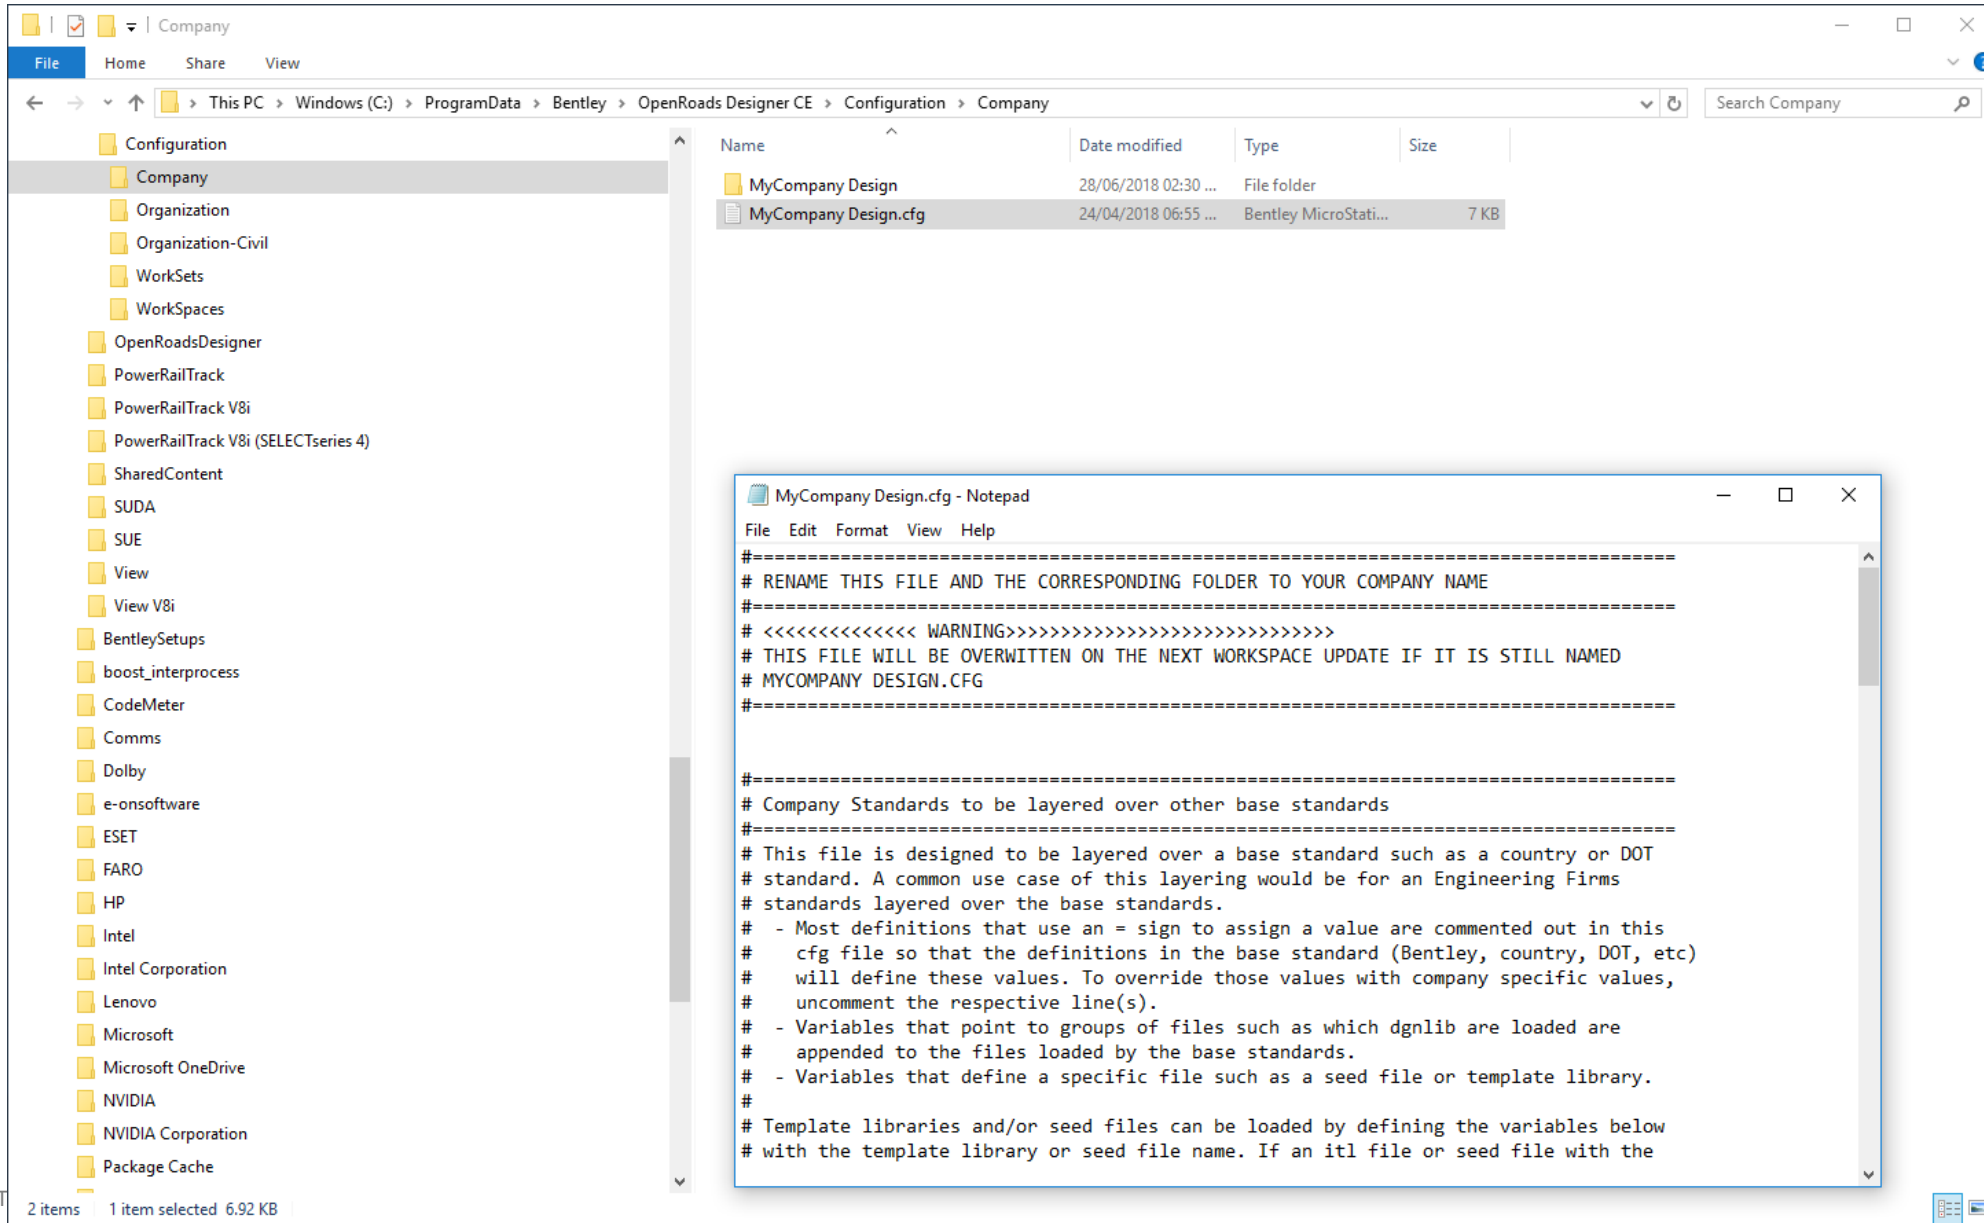 Company
File Home Share View
This PC > Windows (C:) > ProgramData > Bentley > OpenRoads Designer CE > Configuration > Company
Search Company
Configuration
Company
Organization
Organization-Civil
WorkSets
WorkSpaces
OpenRoadsDesigner
PowerRailTrack
PowerRailTrack V8i
PowerRailTrack V8i (SELECTseries 4)
SharedContent
SUDA
SUE
View
View V8i
BentleySetups
boost_interprocess
CodeMeter
Comms
Dolby
e-onsoftware
ESET
FARO
HP
Intel
Intel Corporation
Lenovo
Microsoft
Microsoft OneDrive
NVIDIA
NVIDIA Corporation
Package Cache
Name Date modified Type Size
MyCompany Design 28/06/2018 02:30 ... File folder
MyCompany Design.cfg 24/04/2018 06:55 ... Bentley MicroStati... 7 KB
MyCompany Design.cfg - Notepad
File Edit Format View Help
#====================================================================================
# RENAME THIS FILE AND THE CORRESPONDING FOLDER TO YOUR COMPANY NAME
#====================================================================================
# <<<<<<<<<<<<<< WARNING>>>>>>>>>>>>>>>>>>>>>>>>>>>>>>
# THIS FILE WILL BE OVERWITTEN ON THE NEXT WORKSPACE UPDATE IF IT IS STILL NAMED
# MYCOMPANY DESIGN.CFG
#====================================================================================
#====================================================================================
# Company Standards to be layered over other base standards
#====================================================================================
# This file is designed to be layered over a base standard such as a country or DOT
# standard. A common use case of this layering would be for an Engineering Firms
# standards layered over the base standards.
#  - Most definitions that use an = sign to assign a value are commented out in this
#    cfg file so that the definitions in the base standard (Bentley, country, DOT, etc)
#    will define these values. To override those values with company specific values,
#    uncomment the respective line(s).
#  - Variables that point to groups of files such as which dgnlib are loaded are
#    appended to the files loaded by the base standards.
#  - Variables that define a specific file such as a seed file or template library.
#
# Template libraries and/or seed files can be loaded by defining the variables below
# with the template library or seed file name. If an itl file or seed file with the
2 items 1 item selected 6.92 KB